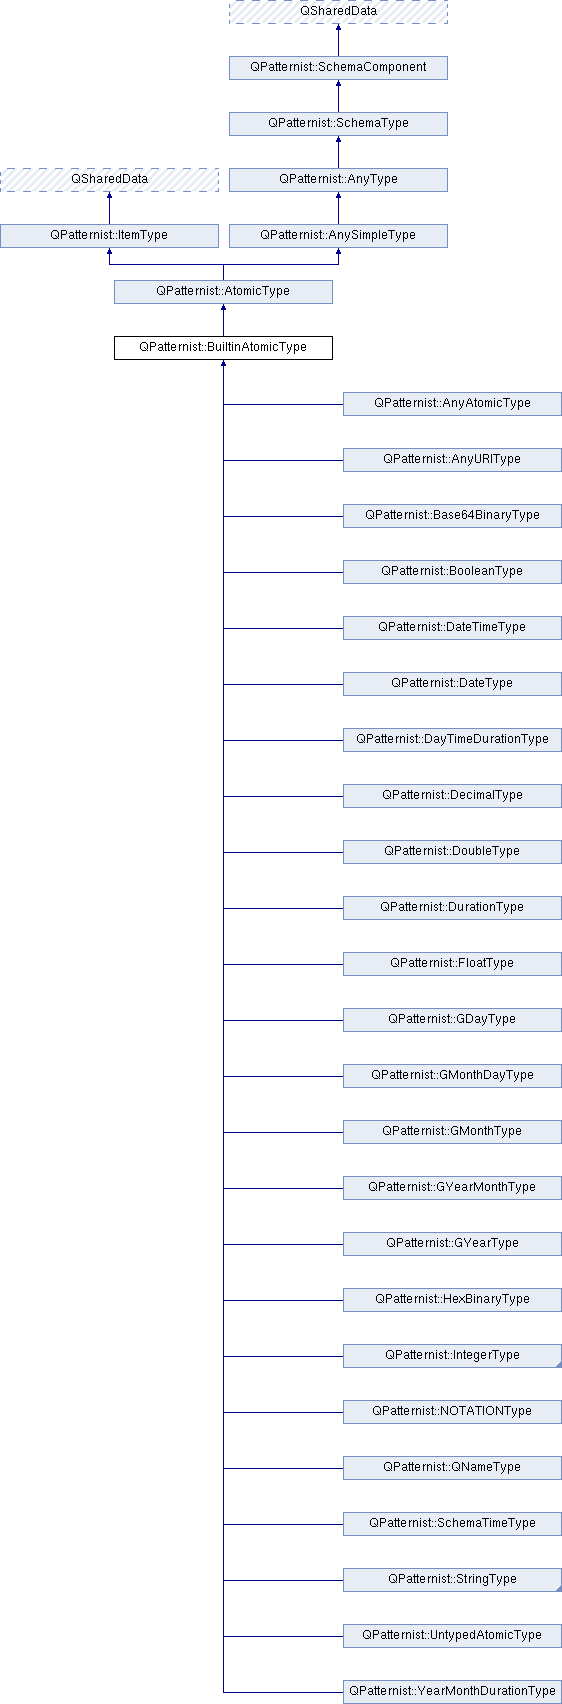 QSharedData
QPatternist::SchemaComponent
QPatternist::SchemaType
QSharedData
QPatternist::AnyType
QPatternist::ItemType
QPatternist::AnySimpleType
QPatternist::AtomicType
QPatternist::BuiltinAtomicType
QPatternist::AnyAtomicType
QPatternist::AnyURIType
QPatternist::Base64BinaryType
QPatternist::BooleanType
QPatternist::DateTimeType
QPatternist::DateType
QPatternist::DayTimeDurationType
QPatternist::DecimalType
QPatternist::DoubleType
QPatternist::DurationType
QPatternist::FloatType
QPatternist::GDayType
QPatternist::GMonthDayType
QPatternist::GMonthType
QPatternist::GYearMonthType
QPatternist::GYearType
QPatternist::HexBinaryType
QPatternist::IntegerType
QPatternist::NOTATIONType
QPatternist::QNameType
QPatternist::SchemaTimeType
QPatternist::StringType
QPatternist::UntypedAtomicType
QPatternist::YearMonthDurationType